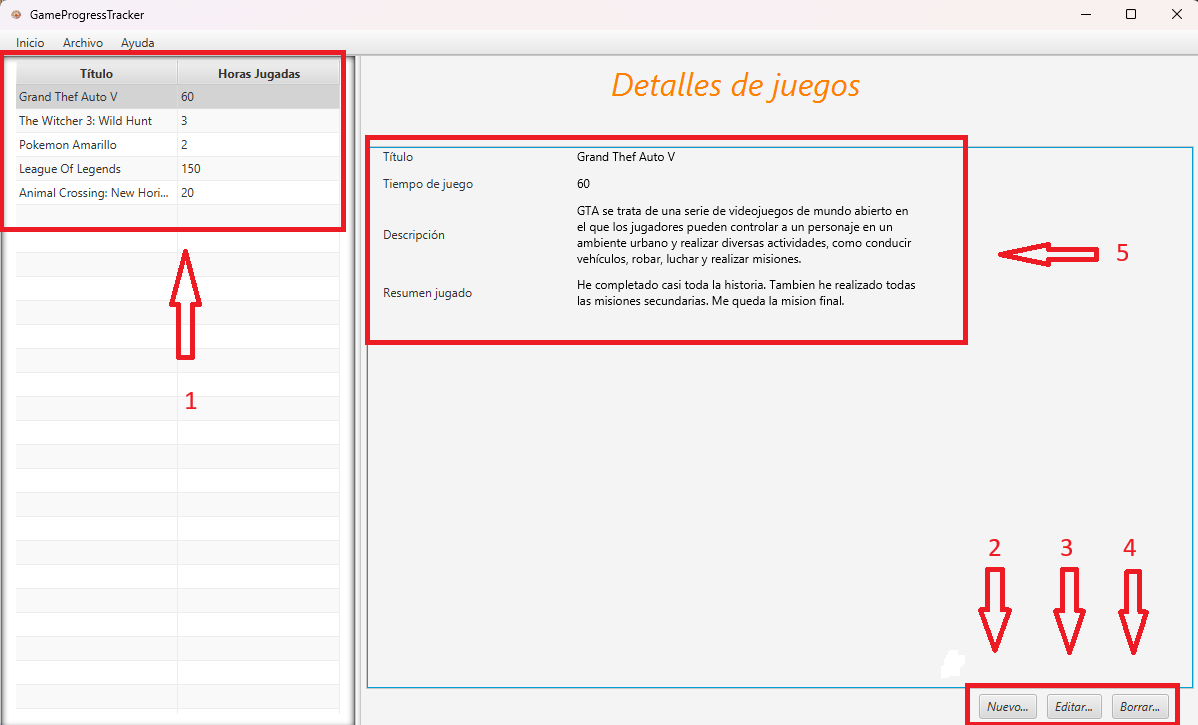 GameProgressTracker
Inicio Archivo Ayuda
Título Horas Jugadas
Grand Thef Auto V 60
The Witcher 3: Wild Hunt 3
Pokemon Amarillo 2
League Of Legends 150
Animal Crossing: New Hori... 20
1
Detalles de juegos
Título Grand Thef Auto V
Tiempo de juego 60
Descripción
GTA se trata de una serie de videojuegos de mundo abierto en
el que los jugadores pueden controlar a un personaje en un
ambiente urbano y realizar diversas actividades, como conducir
vehículos, robar, luchar y realizar misiones.
Resumen jugado
He completado casi toda la historia. Tambien he realizado todas
las misiones secundarias. Me queda la mision final.
5
2 3 4
Nuevo... Editar... Borrar...